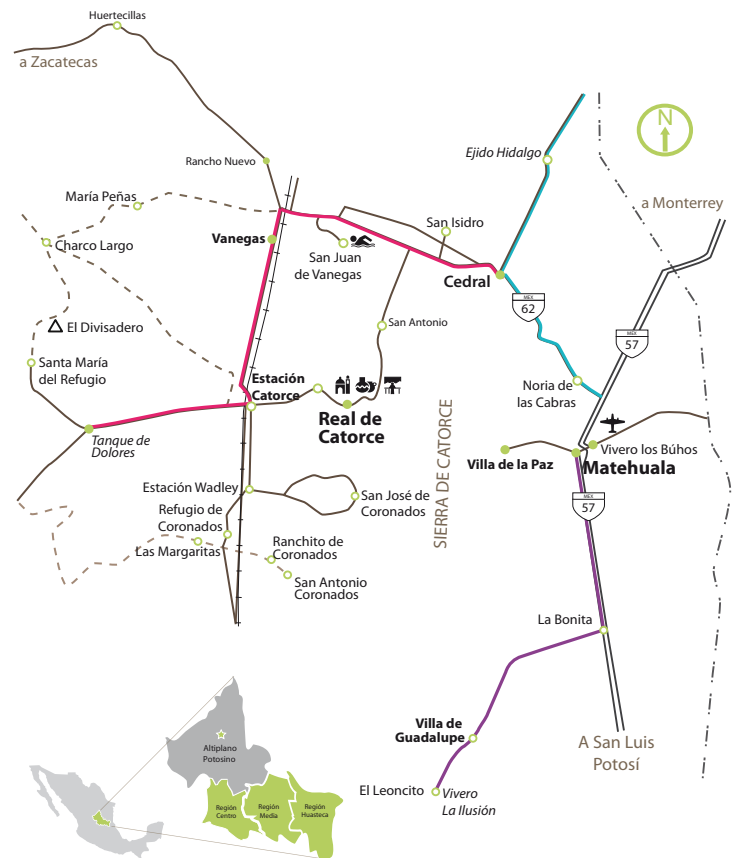 Huertecillas
a Zacatecas
N
Ejido Hidalgo
Rancho Nuevo
María Peñas
a Monterrey
San Isidro
Vanegas
Charco Largo
San Juan
de Vanegas
Cedral
MEX
62
El Divisadero
San Antonio
MEX
57
Santa María
del Refugio
Estación
Catorce
Noria de
las Cabras
Real de
Catorce
SIERRA DE CATORCE
Tanque de
Dolores
Vivero los Búhos
Villa de la Paz
Matehuala
Estación Wadley
San José de
Coronados
MEX
57
Refugio de
Coronados
Las Margaritas
Ranchito de
Coronados
San Antonio
Coronados
La Bonita
Villa de
Guadalupe
A San Luis
Potosí
Altiplano
Potosino
El Leoncito
Vivero
La Ilusión
Región
Centro
Región
Media
Región
Huasteca